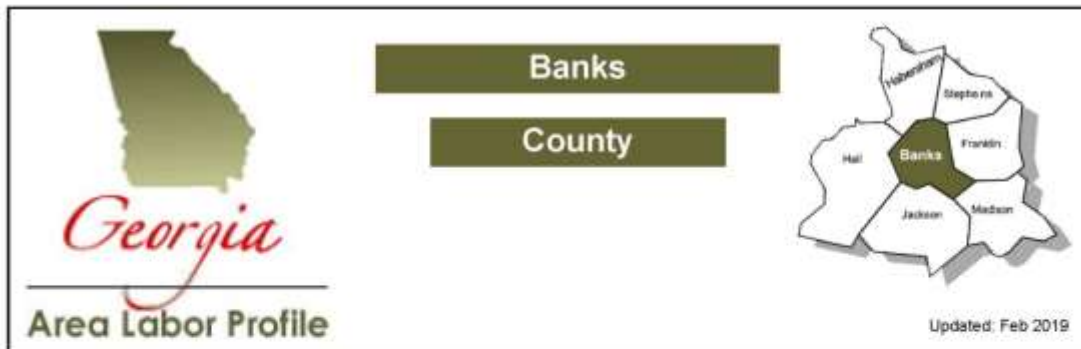 Banks
County
Georgia
Area Labor Profile
Habersham
Stephens
Hall
Banks
Franklin
Jackson
Madison
Updated: Feb 2019